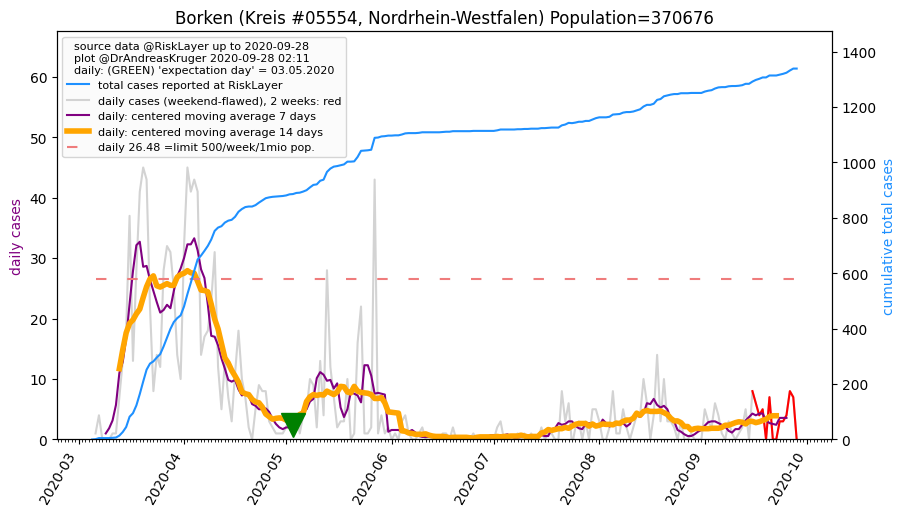 Borken (Kreis #05554, Nordrhein-Westfalen) Population=370676
source data @RiskLayer up to 2020-09-28
plot @DrAndreasKruger 2020-09-28 02:11
daily: (GREEN) 'expectation day' = 03.05.2020
total cases reported at RiskLayer
daily cases (weekend-flawed), 2 weeks: red
daily: centered moving average 7 days
daily: centered moving average 14 days
daily 26.48 =limit 500/week/1mio pop.
daily cases
60
50
40
30
20
10
0
cumulative total cases
1400
1200
1000
800
600
400
200
0
2020-03
2020-04
2020-05
2020-06
2020-07
2020-08
2020-09
2020-10